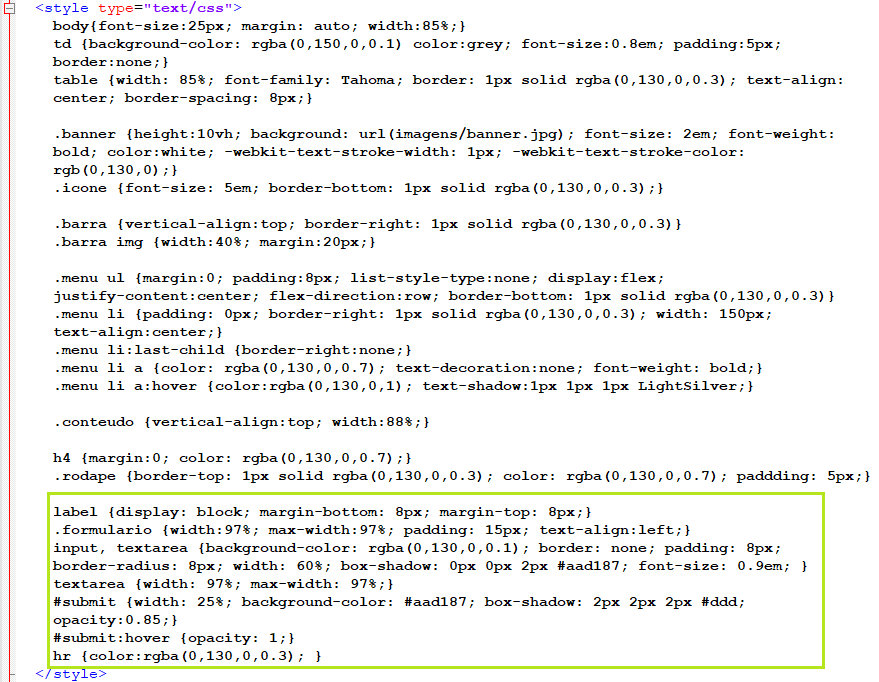 <style type="text/css">
body{font-size:25px; margin: auto; width:85%;}
td {background-color: rgba(0,150,0,0.1) color:grey; font-size:0.8em; padding:5px;
border:none;}
table {width: 85%; font-family: Tahoma; border: 1px solid rgba(0,130,0,0.3); text-align:
center; border-spacing: 8px;}
.banner {height:10vh; background: url(imagens/banner.jpg); font-size: 2em; font-weight:
bold; color:white; -webkit-text-stroke-width: 1px; -webkit-text-stroke-color:
rgb(0,130,0);}
.icone {font-size: 5em; border-bottom: 1px solid rgba(0,130,0,0.3);}
.barra {vertical-align:top; border-right: 1px solid rgba(0,130,0,0.3)}
.barra img {width:40%; margin:20px;}
.menu ul {margin:0; padding:8px; list-style-type:none; display:flex;
justify-content:center; flex-direction:row; border-bottom: 1px solid rgba(0,130,0,0.3)}
.menu li {padding: 0px; border-right: 1px solid rgba(0,130,0,0.3); width: 150px;
text-align:center;}
.menu li:last-child {border-right:none;}
.menu li a {color: rgba(0,130,0,0.7); text-decoration:none; font-weight: bold;}
.menu li a:hover {color:rgba(0,130,0,1); text-shadow:1px 1px 1px LightSilver;}
.conteudo {vertical-align:top; width:88%;}
h4 {margin:0; color: rgba(0,130,0,0.7);}
.rodape {border-top: 1px solid rgba(0,130,0,0.3); color: rgba(0,130,0,0.7); paddding: 5px;}
label {display: block; margin-bottom: 8px; margin-top: 8px;}
.formulario {width:97%; max-width:97%; padding: 15px; text-align:left;}
input, textarea {background-color: rgba(0,130,0,0.1); border: none; padding: 8px;
border-radius: 8px; width: 60%; box-shadow: 0px 0px 2px #aad187; font-size: 0.9em; }
textarea {width: 97%; max-width: 97%;}
#submit {width: 25%; background-color: #aad187; box-shadow: 2px 2px 2px #ddd;
opacity:0.85;}
#submit:hover {opacity: 1;}
hr {color:rgba(0,130,0,0.3); }
</style>